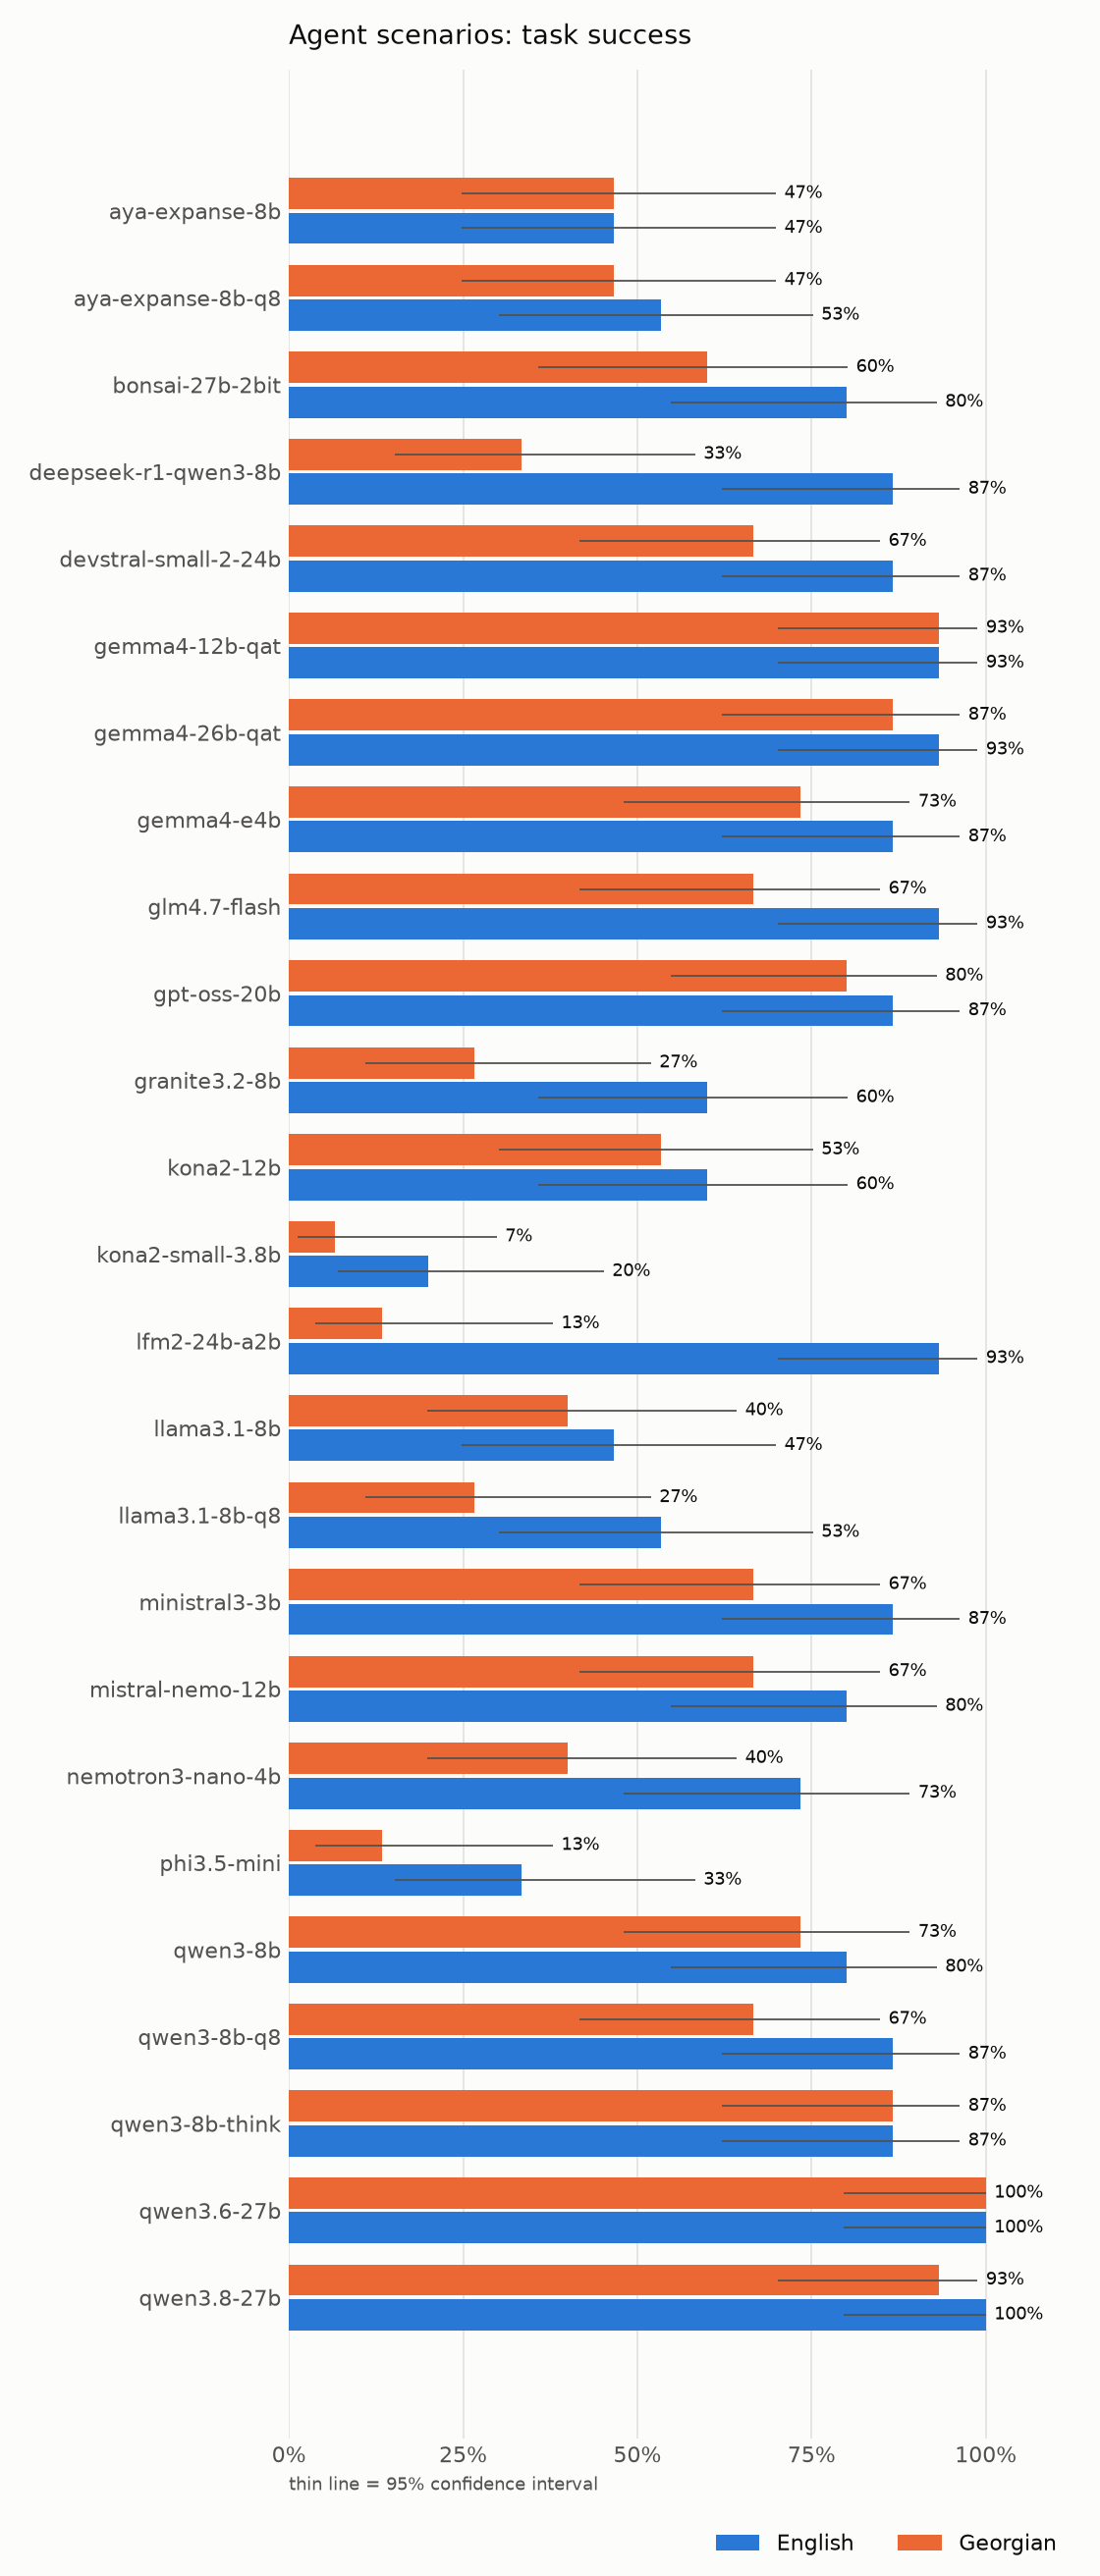 Agent scenarios: task success
47%
aya-expanse-8b
47%
47%
aya-expanse-8b-q8
53%
60%
bonsai-27b-2bit
80%
33%
deepseek-r1-qwen3-8b
87%
67%
devstral-small-2-24b
87%
93%
gemma4-12b-qat
93%
87%
gemma4-26b-qat
93%
73%
gemma4-e4b
87%
67%
glm4.7-flash
93%
80%
gpt-oss-20b
87%
27%
granite3.2-8b
60%
53%
kona2-12b
60%
7%
kona2-small-3.8b
20%
13%
lfm2-24b-a2b
93%
40%
llama3.1-8b
47%
27%
llama3.1-8b-q8
53%
67%
ministral3-3b
87%
67%
mistral-nemo-12b
80%
40%
nemotron3-nano-4b
73%
13%
phi3.5-mini
33%
73%
qwen3-8b
80%
67%
qwen3-8b-q8
87%
87%
qwen3-8b-think
87%
100%
qwen3.6-27b
100%
93%
qwen3.8-27b
100%
0% 25% 50% 75% 100%
thin line = 95% confidence interval
English Georgian